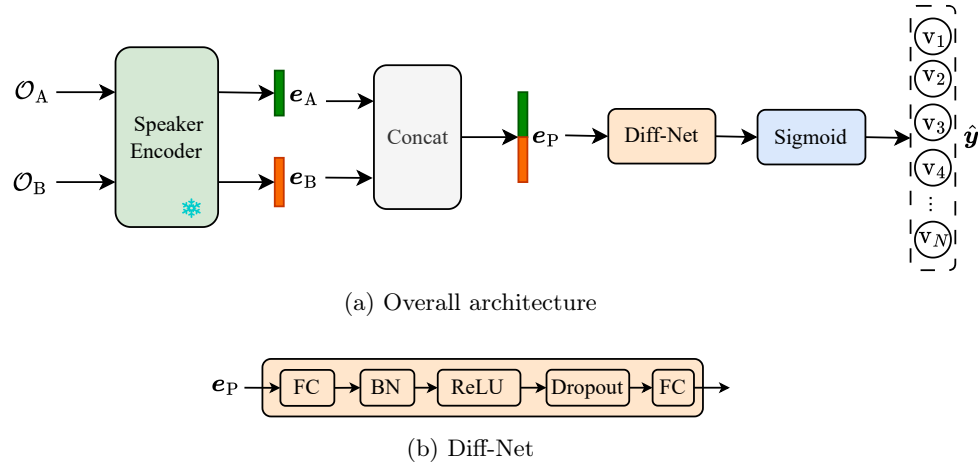 𝒪A
𝒪B
Speaker
Encoder
eA
eB
Concat
eP
Diff-Net
Sigmoid
v1
v2
v3
v4
⋮
vN
ŷ
(a) Overall architecture
eP
FC
BN
ReLU
Dropout
FC
(b) Diff-Net